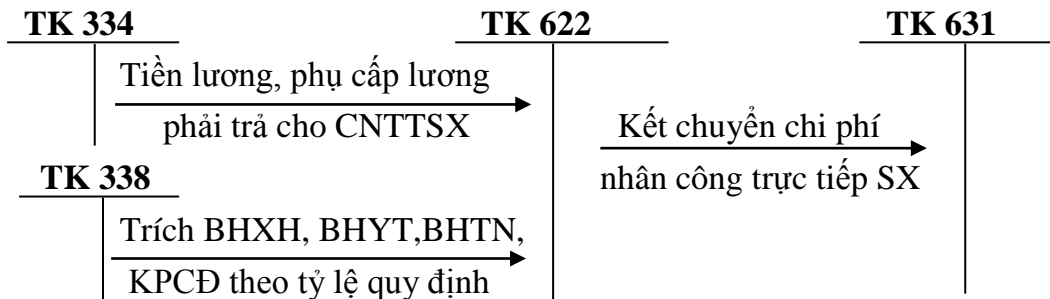 TK 334
TK 622
TK 631
Tiền lương, phụ cấp lương
phải trả cho CNTTSX
Kết chuyển chi phí
nhân công trực tiếp SX
TK 338
Trích BHXH, BHYT,BHTN,
KPCĐ theo tỷ lệ quy định